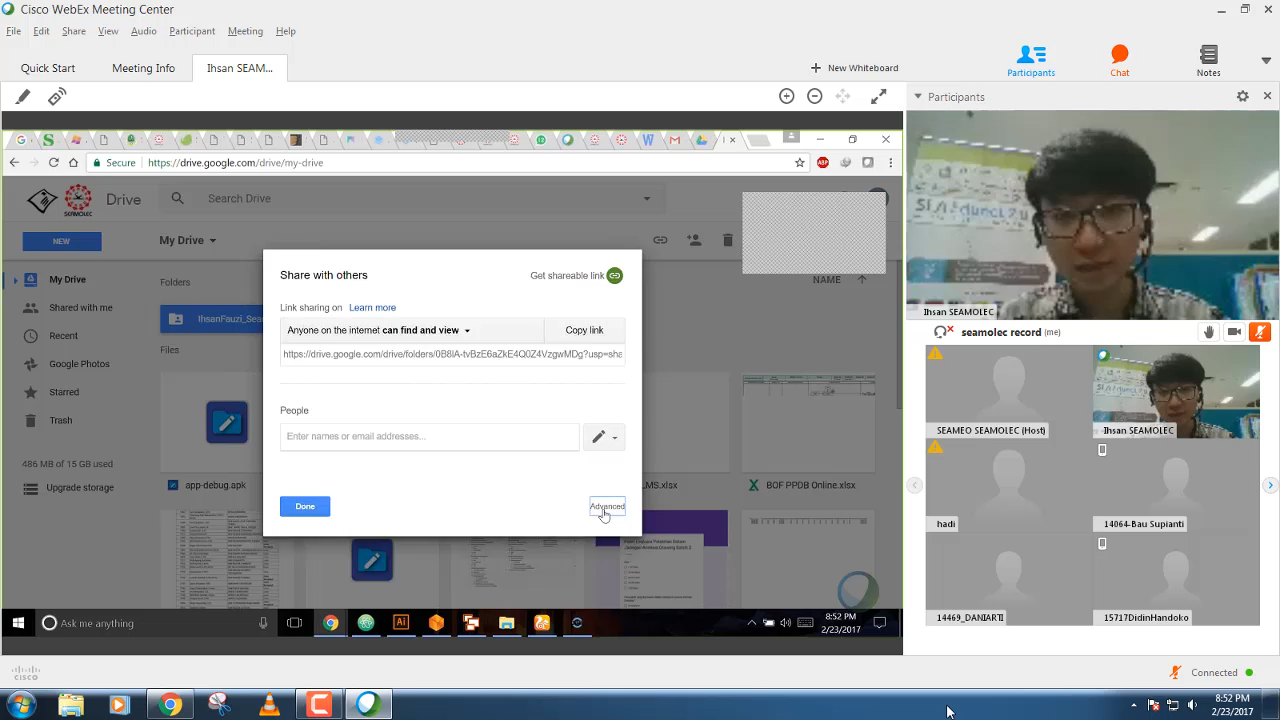 Cisco WebEx Meeting Center
File Edit Share View Audio Participant Meeting Help
Quick Start Meeting Info Ihsan SEAM... New Whiteboard Participants Chat Notes
Participants
Secure https://drive.google.com/drive/my-drive
ABP
SEAMOLEC Drive Search Drive
NEW My Drive
NAME
My Drive Folders
Shared with me IhsanFauzi_Sea
Recent Files
Google Photos
Starred
Trash
486 MB of 15 GB used
Upgrade storage
app-debug.apk LMS.xlsx BOF PPDB Online.xlsx
Share with others Get shareable link
Link sharing on Learn more
Anyone on the internet can find and view Copy link
https://drive.google.com/drive/folders/0B8lA-tvBzE6aZkE4Q0Z4VzgwMDg?usp=sha
People
Enter names or email addresses...
Done Advanced
Ask me anything
8:52 PM
2/23/2017
Ihsan SEAMOLEC
seamolec record (me)
SEAMEO SEAMOLEC (Host) Ihsan SEAMOLEC
hadi 14064-Bau Supianti
14469_DANIARTI 15717DidinHandoko
cisco
Connected
8:52 PM
2/23/2017